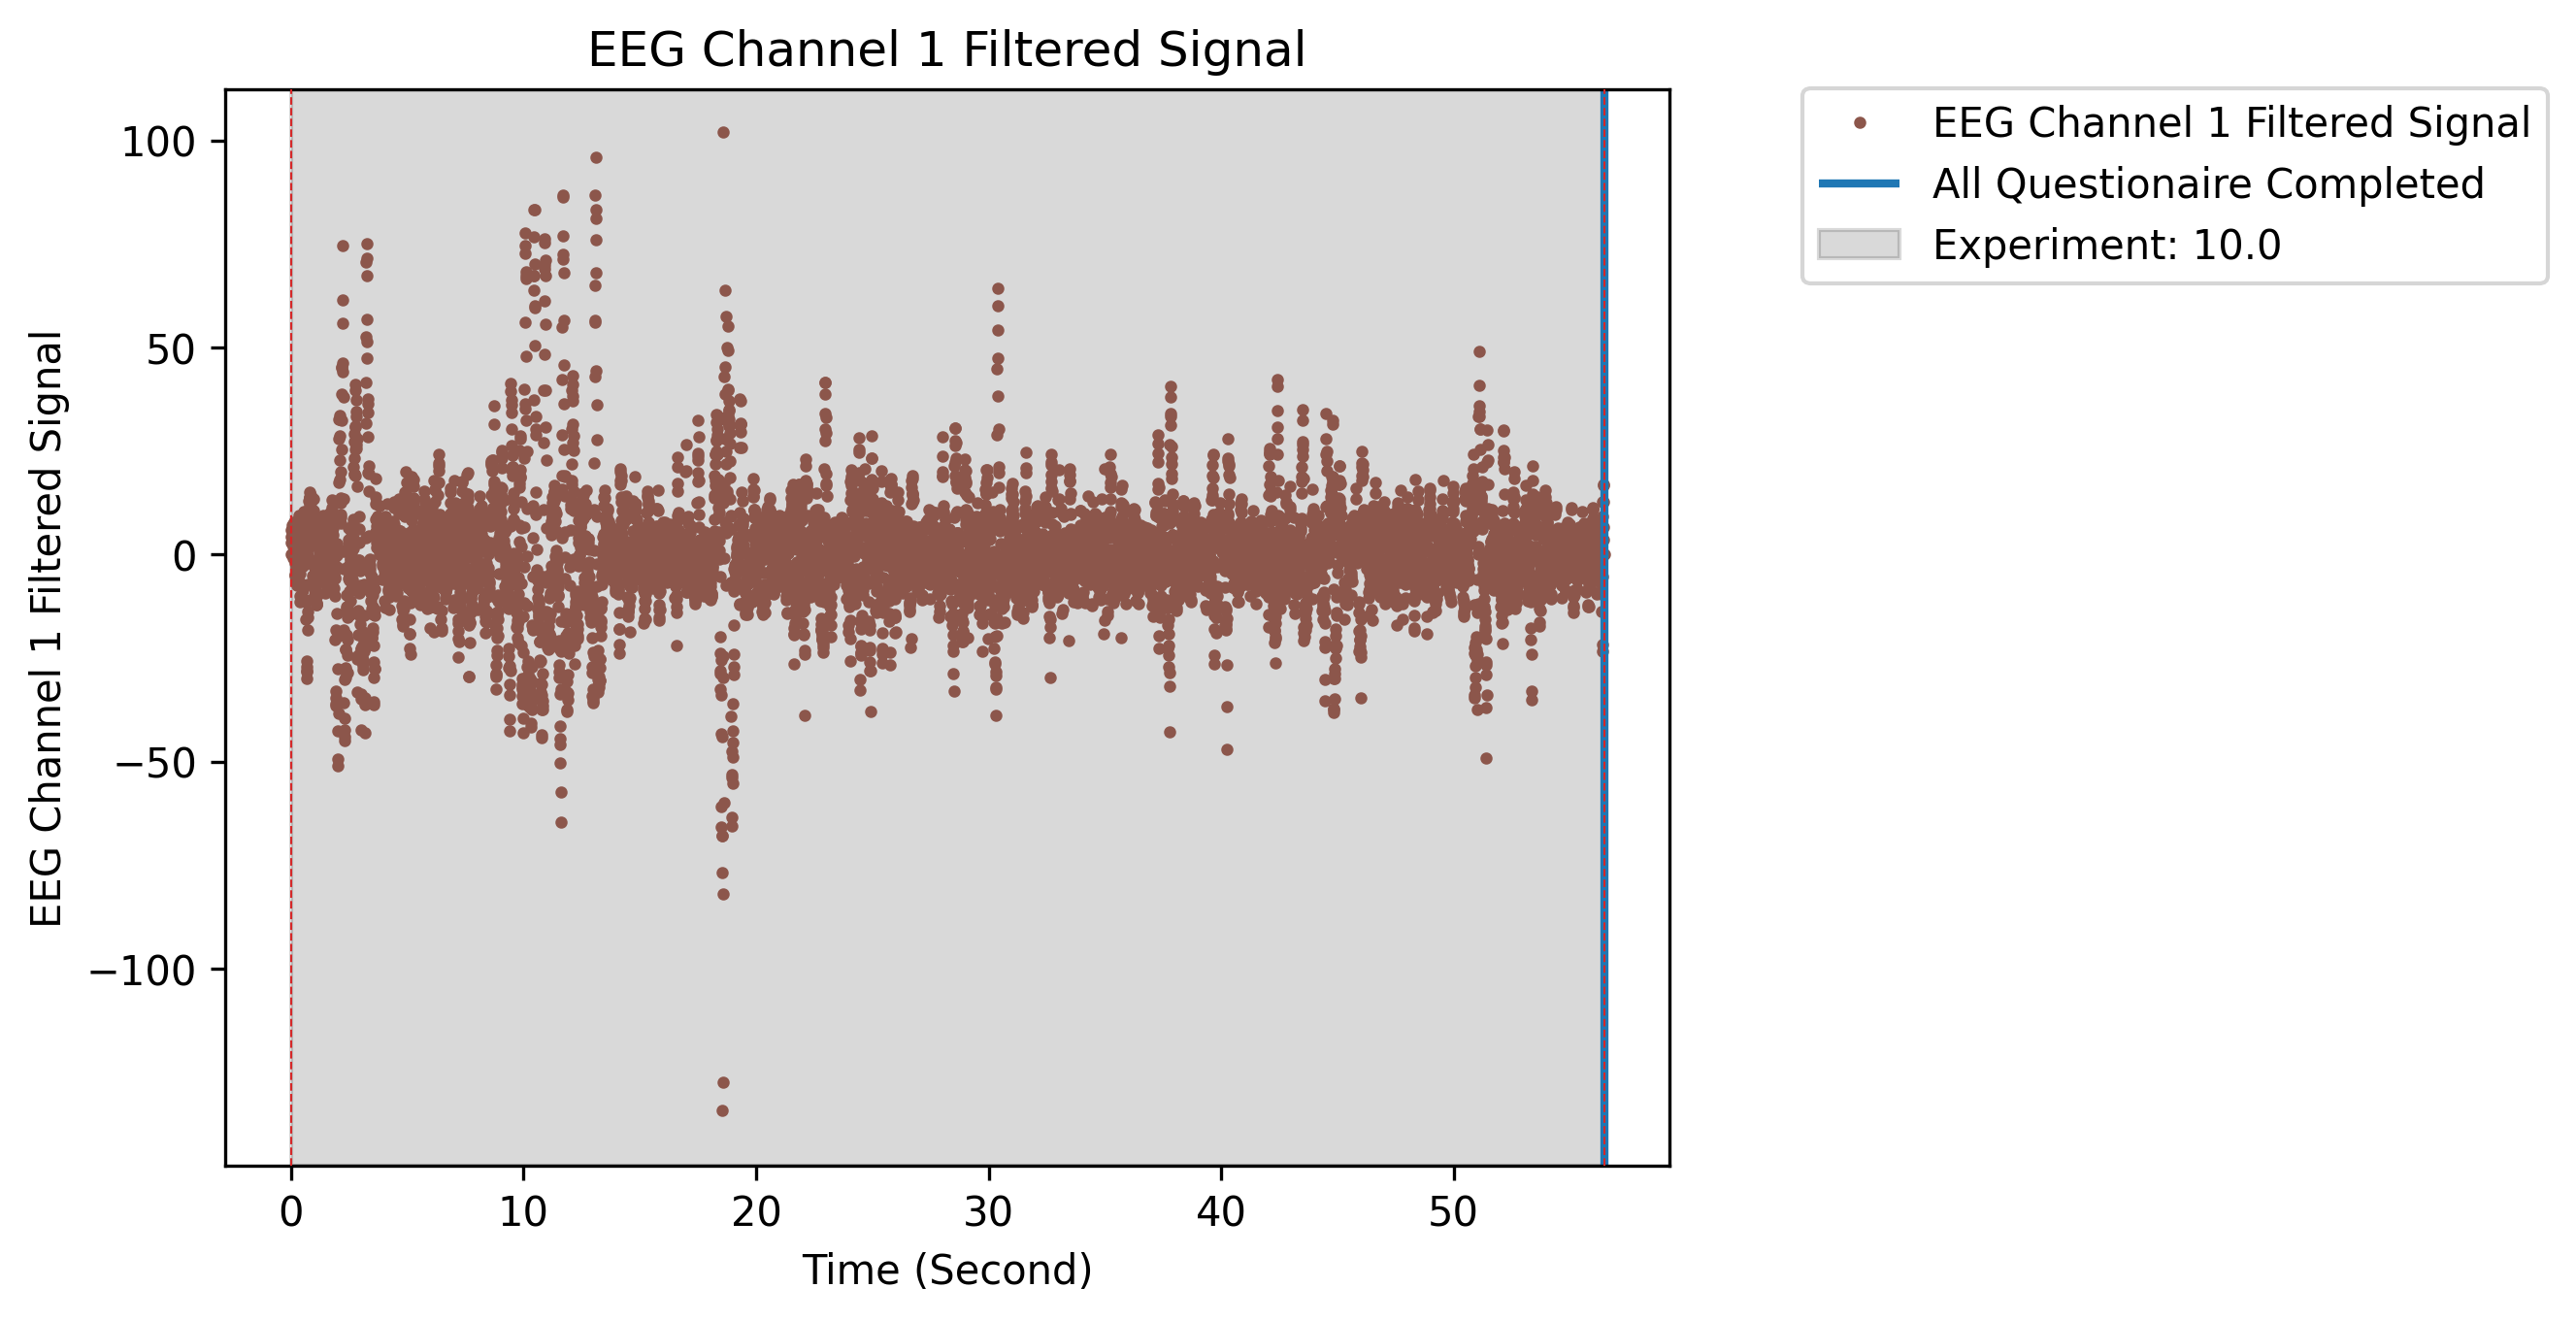 EEG Channel 1 Filtered Signal
EEG Channel 1 Filtered Signal
All Questionaire Completed
Experiment: 10.0
100
50
0
−50
−100
EEG Channel 1 Filtered Signal
0 10 20 30 40 50
Time (Second)